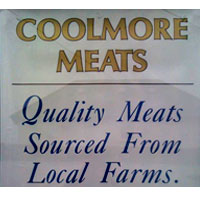 COOLMORE
MEATS
Quality Meats
Sourced From
Local Farms.